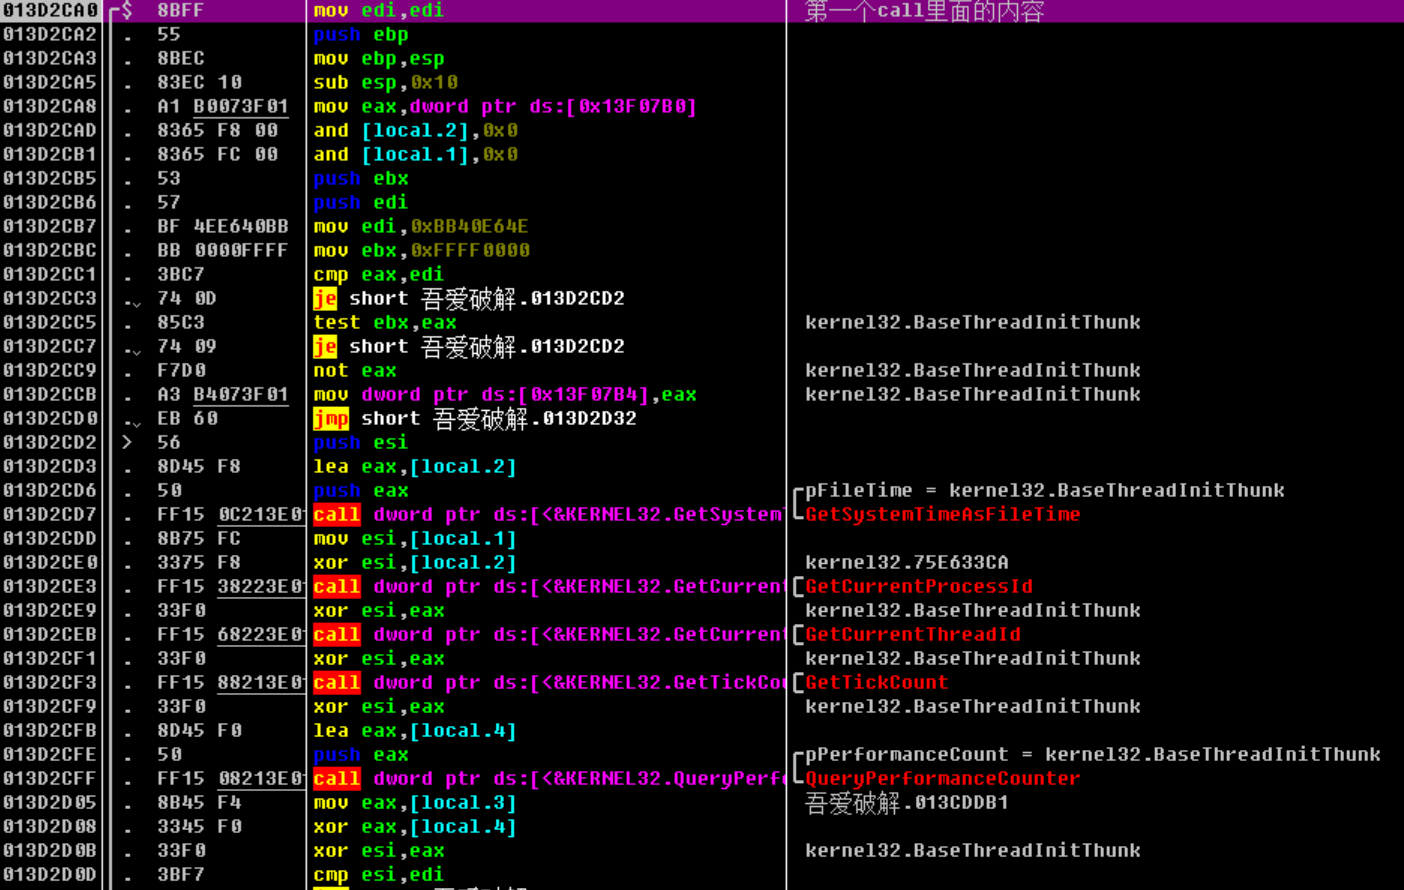 013D2CA0 $ 8BFF mov edi,edi 第一个call里面的内容
013D2CA2 . 55 push ebp
013D2CA3 . 8BEC mov ebp,esp
013D2CA5 . 83EC 10 sub esp,0x10
013D2CA8 . A1 B0073F01 mov eax,dword ptr ds:[0x13F07B0]
013D2CAD . 8365 F8 00 and [local.2],0x0
013D2CB1 . 8365 FC 00 and [local.1],0x0
013D2CB5 . 53 push ebx
013D2CB6 . 57 push edi
013D2CB7 . BF 4EE640BB mov edi,0xBB40E64E
013D2CBC . BB 0000FFFF mov ebx,0xFFFF0000
013D2CC1 . 3BC7 cmp eax,edi
013D2CC3 . 74 0D je short 吾爱破解.013D2CD2
013D2CC5 . 85C3 test ebx,eax kernel32.BaseThreadInitThunk
013D2CC7 . 74 09 je short 吾爱破解.013D2CD2
013D2CC9 . F7D0 not eax kernel32.BaseThreadInitThunk
013D2CCB . A3 B4073F01 mov dword ptr ds:[0x13F07B4],eax kernel32.BaseThreadInitThunk
013D2CD0 . EB 60 jmp short 吾爱破解.013D2D32
013D2CD2 > 56 push esi
013D2CD3 . 8D45 F8 lea eax,[local.2]
013D2CD6 . 50 push eax pFileTime = kernel32.BaseThreadInitThunk
013D2CD7 . FF15 0C213E0 call dword ptr ds:[<&KERNEL32.GetSystem GetSystemTimeAsFileTime
013D2CDD . 8B75 FC mov esi,[local.1]
013D2CE0 . 3375 F8 xor esi,[local.2] kernel32.75E633CA
013D2CE3 . FF15 38223E0 call dword ptr ds:[<&KERNEL32.GetCurrent GetCurrentProcessId
013D2CE9 . 33F0 xor esi,eax kernel32.BaseThreadInitThunk
013D2CEB . FF15 68223E0 call dword ptr ds:[<&KERNEL32.GetCurrent GetCurrentThreadId
013D2CF1 . 33F0 xor esi,eax kernel32.BaseThreadInitThunk
013D2CF3 . FF15 88213E0 call dword ptr ds:[<&KERNEL32.GetTickCou GetTickCount
013D2CF9 . 33F0 xor esi,eax kernel32.BaseThreadInitThunk
013D2CFB . 8D45 F0 lea eax,[local.4]
013D2CFE . 50 push eax pPerformanceCount = kernel32.BaseThreadInitThunk
013D2CFF . FF15 08213E0 call dword ptr ds:[<&KERNEL32.QueryPerf QueryPerformanceCounter
013D2D05 . 8B45 F4 mov eax,[local.3] 吾爱破解.013CDDB1
013D2D08 . 3345 F0 xor eax,[local.4]
013D2D0B . 33F0 xor esi,eax kernel32.BaseThreadInitThunk
013D2D0D . 3BF7 cmp esi,edi